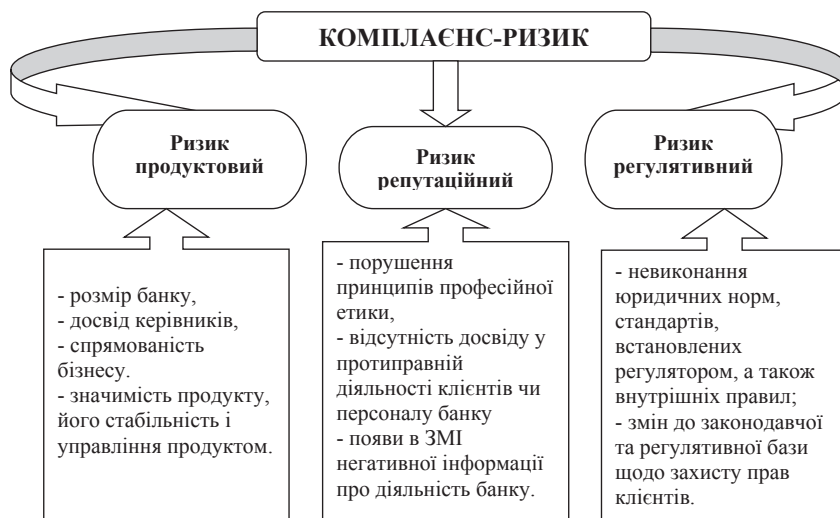 КОМПЛАЄНС-РИЗИК
Ризик
продуктовий
Ризик
репутаційний
Ризик
регулятивний
- розмір банку,
- досвід керівників,
- спрямованість
бізнесу.
- значимість продукту,
його стабільність і
управління продуктом.
- порушення
принципів професійної
етики,
- відсутність досвіду у
протиправній
діяльності клієнтів чи
персоналу банку
- появи в ЗМІ
негативної інформації
про діяльність банку.
- невиконання
юридичних норм,
стандартів,
встановлених
регулятором, а також
внутрішніх правил;
- змін до законодавчої
та регулятивної бази
щодо захисту прав
клієнтів.